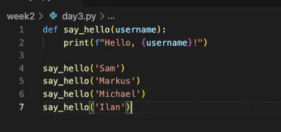 week2 > day3.py > ...
1 def say_hello(username):
2     print(f"Hello, {username}!")
3
4 say_hello('Sam')
5 say_hello('Markus')
6 say_hello('Michael')
7 say_hello('Ilan')